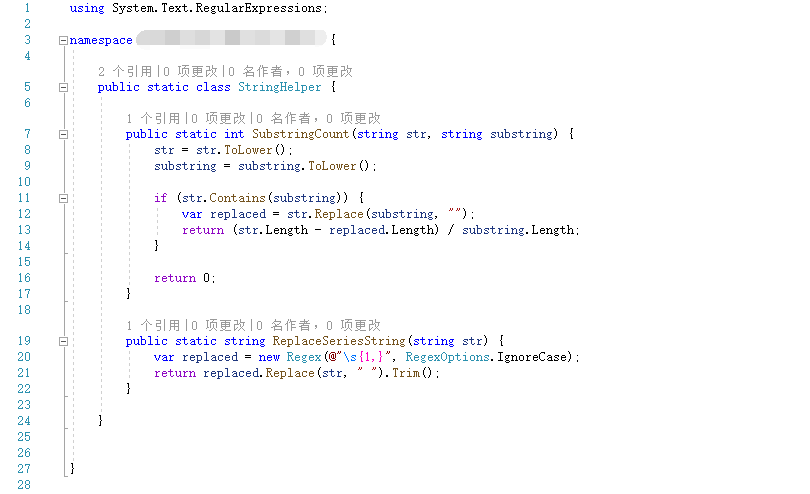 1 using System.Text.RegularExpressions;
2
3 namespace {
4
2 个引用|0 项更改|0 名作者，0 项更改
5 public static class StringHelper {
6
1 个引用|0 项更改|0 名作者，0 项更改
7 public static int SubstringCount(string str, string substring) {
8 str = str.ToLower();
9 substring = substring.ToLower();
10
11 if (str.Contains(substring)) {
12 var replaced = str.Replace(substring, "");
13 return (str.Length - replaced.Length) / substring.Length;
14 }
15
16 return 0;
17 }
18
1 个引用|0 项更改|0 名作者，0 项更改
19 public static string ReplaceSeriesString(string str) {
20 var replaced = new Regex(@"\s{1,}", RegexOptions.IgnoreCase);
21 return replaced.Replace(str, " ").Trim();
22 }
23
24 }
25
26
27 }
28